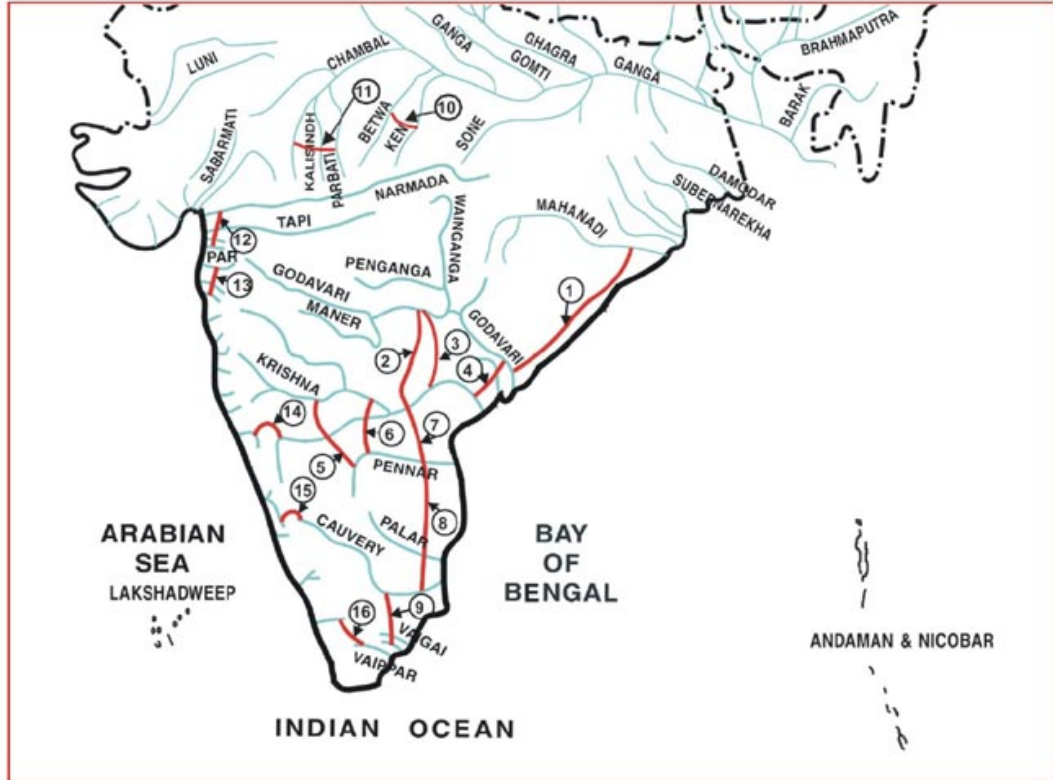 GANGA
GHAGRA
BRAHMAPUTRA
CHAMBAL
LUNI
GOMTI
GANGA
BARAK
11
10
BETWA
KEN
SONE
SABARMATI
KALISINDH
PARBATI
DAMODAR
SUBERNAREKHA
NARMADA
WAINGANGA
MAHANADI
TAPI
12
PAR
PENGANGA
GODAVARI
13
1
MANER
GODAVARI
2
3
4
KRISHNA
14
6
7
5
PENNAR
15
CAUVERY
PALAR
8
ARABIAN
SEA
LAKSHADWEEP
BAY
OF
BENGAL
16
9
VAIGAI
VAIPPAR
ANDAMAN & NICOBAR
INDIAN OCEAN